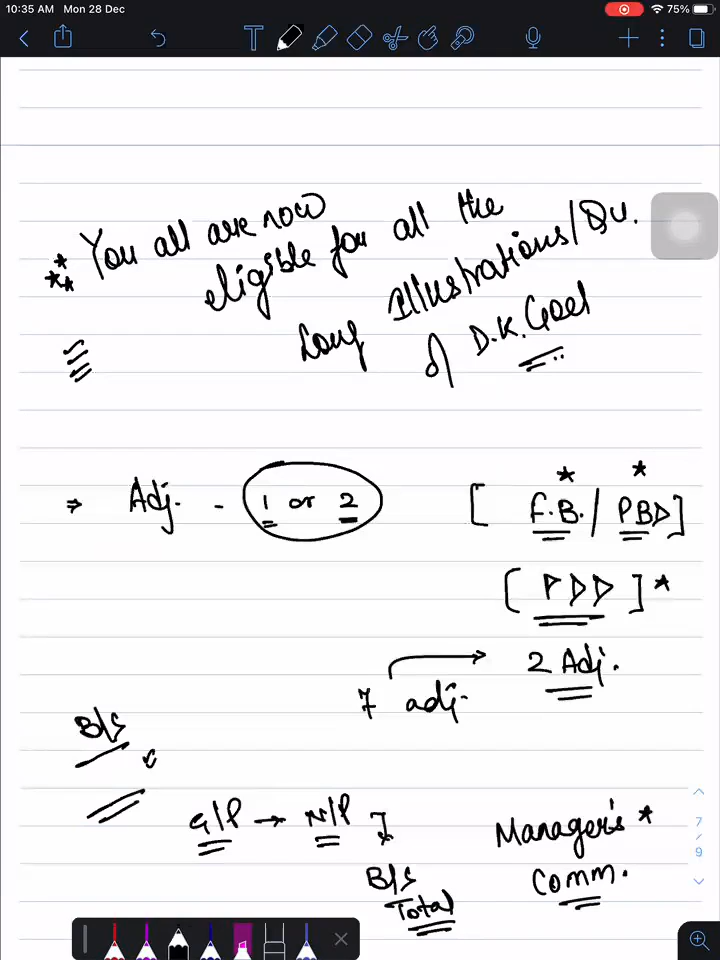 10:35 AM Mon 28 Dec 75%
You all are now
eligible for all the
Long Illustrations/Qu.
of D.K. Goel
⇒ Adj. - 1 or 2 [F.B. / PBD]
[PDD] *
7 adj. → 2 Adj.
B/S
G/P → N/P Manager's *
B/S Comm.
Total
7/9